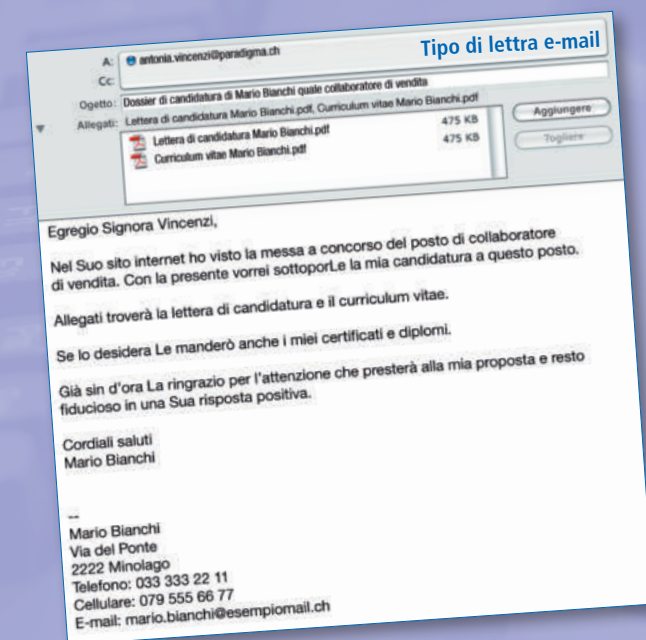 Tipo di lettra e-mail
A: antonia.vincenzi@paradigma.ch
Cc:
Ogetto: Dossier di candidatura di Mario Bianchi quale collaboratore di vendita
Allegati: Lettera di candidatura Mario Bianchi.pdf, Curriculum vitae Mario Bianchi.pdf
Lettera di candidatura Mario Bianchi.pdf 475 KB
Curriculum vitae Mario Bianchi.pdf 475 KB
Aggiungere
Togliere
Egregio Signora Vincenzi,
Nel Suo sito internet ho visto la messa a concorso del posto di collaboratore
di vendita. Con la presente vorrei sottoporLe la mia candidatura a questo posto.
Allegati troverà la lettera di candidatura e il curriculum vitae.
Se lo desidera Le manderò anche i miei certificati e diplomi.
Già sin d'ora La ringrazio per l'attenzione che presterà alla mia proposta e resto
fiducioso in una Sua risposta positiva.
Cordiali saluti
Mario Bianchi
--
Mario Bianchi
Via del Ponte
2222 Minolago
Telefono: 033 333 22 11
Cellulare: 079 555 66 77
E-mail: mario.bianchi@esempiomail.ch